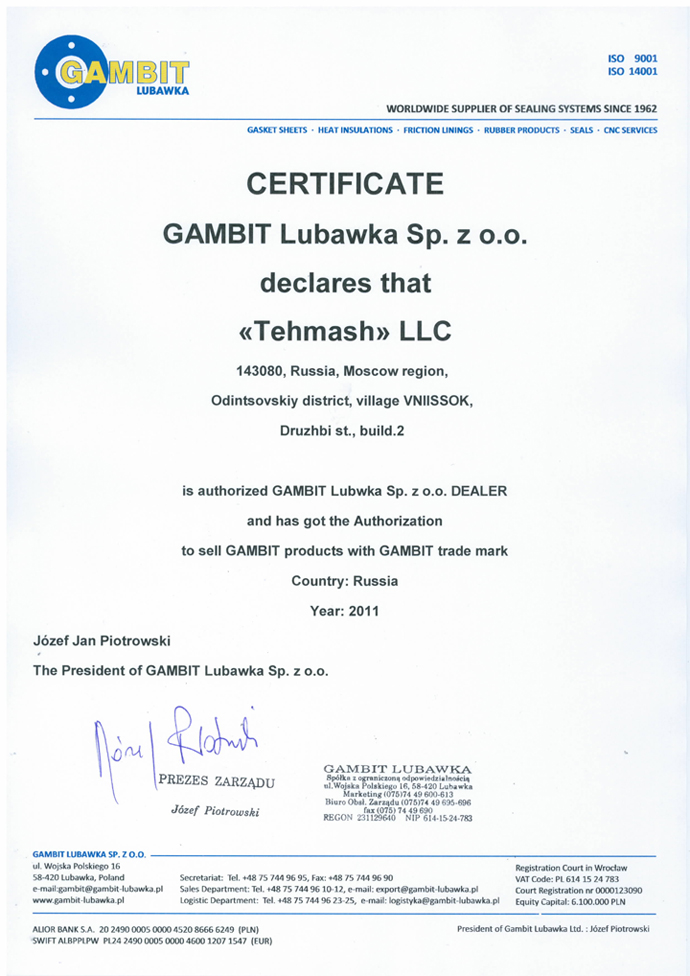 GAMBIT
LUBAWKA
ISO 9001
ISO 14001
WORLDWIDE SUPPLIER OF SEALING SYSTEMS SINCE 1962
GASKET SHEETS · HEAT INSULATIONS · FRICTION LININGS · RUBBER PRODUCTS · SEALS · CNC SERVICES
CERTIFICATE
GAMBIT Lubawka Sp. z o.o.
declares that
«Tehmash» LLC
143080, Russia, Moscow region,
Odintsovskiy district, village VNIISSOK,
Druzhbi st., build.2
is authorized GAMBIT Lubwka Sp. z o.o. DEALER
and has got the Authorization
to sell GAMBIT products with GAMBIT trade mark
Country: Russia
Year: 2011
Józef Jan Piotrowski
The President of GAMBIT Lubawka Sp. z o.o.
PREZES ZARZĄDU
Józef Piotrowski
GAMBIT LUBAWKA
Spółka z ograniczoną odpowiedzialnością
ul.Wojska Polskiego 16, 58-420 Lubawka
Marketing (075)74 49 600-613
Biuro Obsł. Zarządu (075)74 49 695-696
fax (075) 74 49 690
REGON 231129640 NIP 614-15-24-783
GAMBIT LUBAWKA SP. Z O.O.
ul. Wojska Polskiego 16
58-420 Lubawka, Poland
e-mail:gambit@gambit-lubawka.pl
www.gambit-lubawka.pl
Secretariat: Tel. +48 75 744 96 95, Fax: +48 75 744 96 90
Sales Department: Tel. +48 75 744 96 10-12, e-mail: export@gambit-lubawka.pl
Logistic Department: Tel. +48 75 744 96 23-25, e-mail: logistyka@gambit-lubawka.pl
Registration Court in Wrocław
VAT Code: PL 614 15 24 783
Court Registration nr 0000123090
Equity Capital: 6.100.000 PLN
ALIOR BANK S.A. 20 2490 0005 0000 4520 8666 6249 (PLN)
SWIFT ALBPPLPW PL24 2490 0005 0000 4600 1207 1547 (EUR)
President of Gambit Lubawka Ltd. : Józef Piotrowski